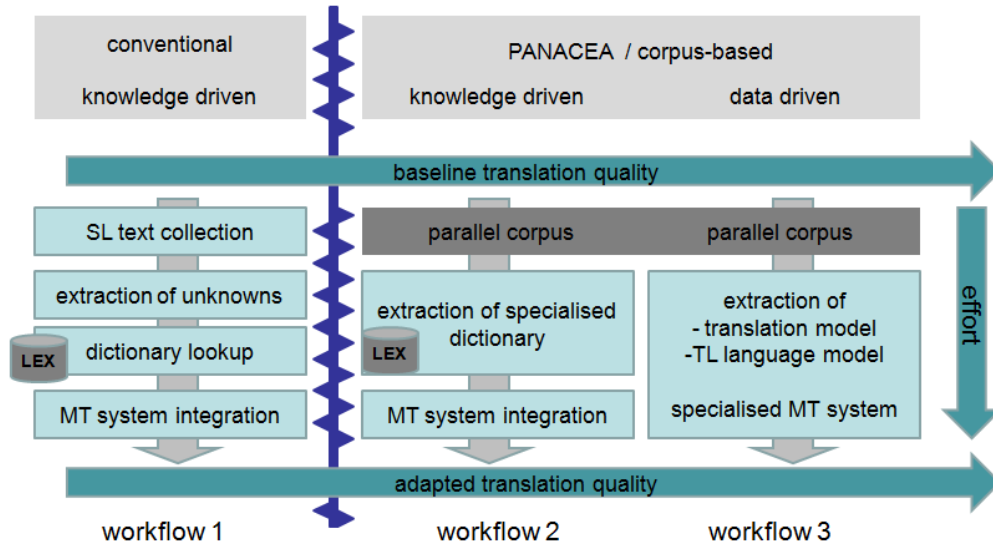 conventional
PANACEA / corpus-based
knowledge driven
knowledge driven
data driven
baseline translation quality
SL text collection
parallel corpus
parallel corpus
extraction of unknowns
extraction of specialised
dictionary
extraction of
- translation model
-TL language model
effort
LEX
dictionary lookup
LEX
MT system integration
MT system integration
specialised MT system
adapted translation quality
workflow 1
workflow 2
workflow 3